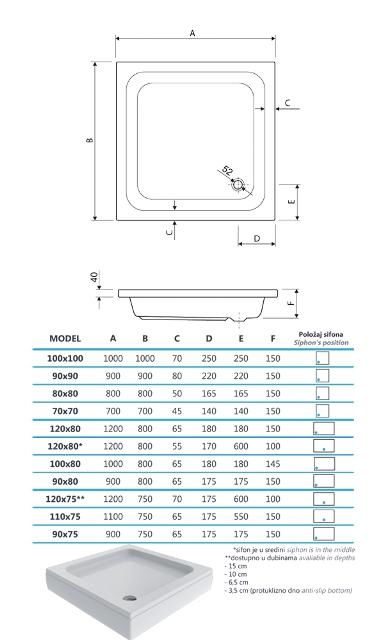 A
B
C
52
E
C
D
40
F
MODEL A B C D E F Položaj sifona
Siphon's position
100x100 1000 1000 70 250 250 150
90x90 900 900 80 220 220 150
80x80 800 800 50 165 165 150
70x70 700 700 45 140 140 150
120x80 1200 800 65 180 180 150
120x80* 1200 800 55 170 600 100
100x80 1000 800 65 180 180 145
90x80 900 800 65 175 175 150
120x75** 1200 750 70 175 600 100
110x75 1100 750 65 175 550 150
90x75 900 750 65 175 175 150
*sifon je u sredini siphon is in the middle
**dostupno u dubinama avaliable in depths
- 15 cm
- 10 cm
- 6,5 cm
- 3,5 cm (protuklizno dno anti-slip bottom)